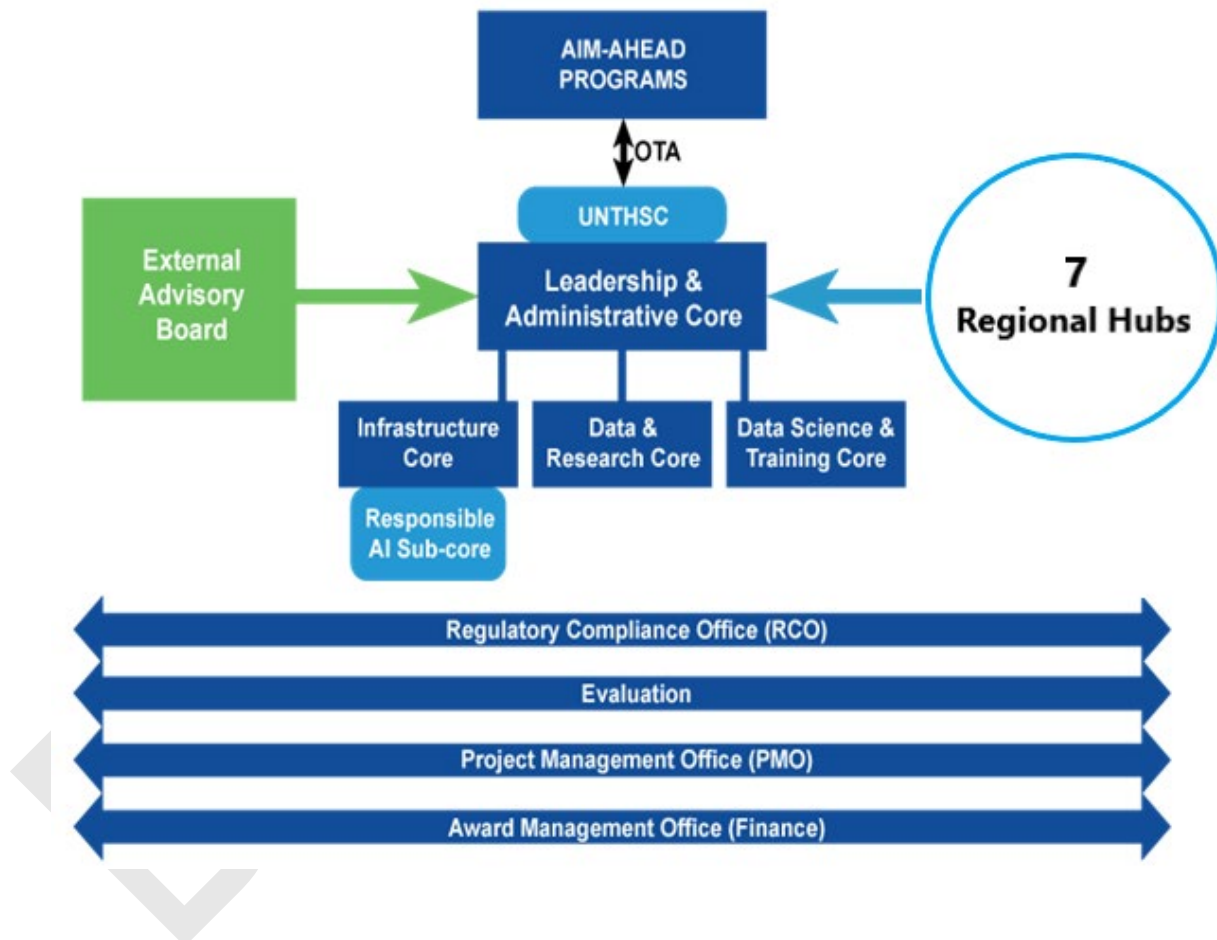 AIM-AHEAD
PROGRAMS
OTA
UNTHSC
External
Advisory
Board
Leadership &
Administrative Core
7
Regional Hubs
Infrastructure
Core
Data &
Research Core
Data Science &
Training Core
Responsible
AI Sub-core
Regulatory Compliance Office (RCO)
Evaluation
Project Management Office (PMO)
Award Management Office (Finance)